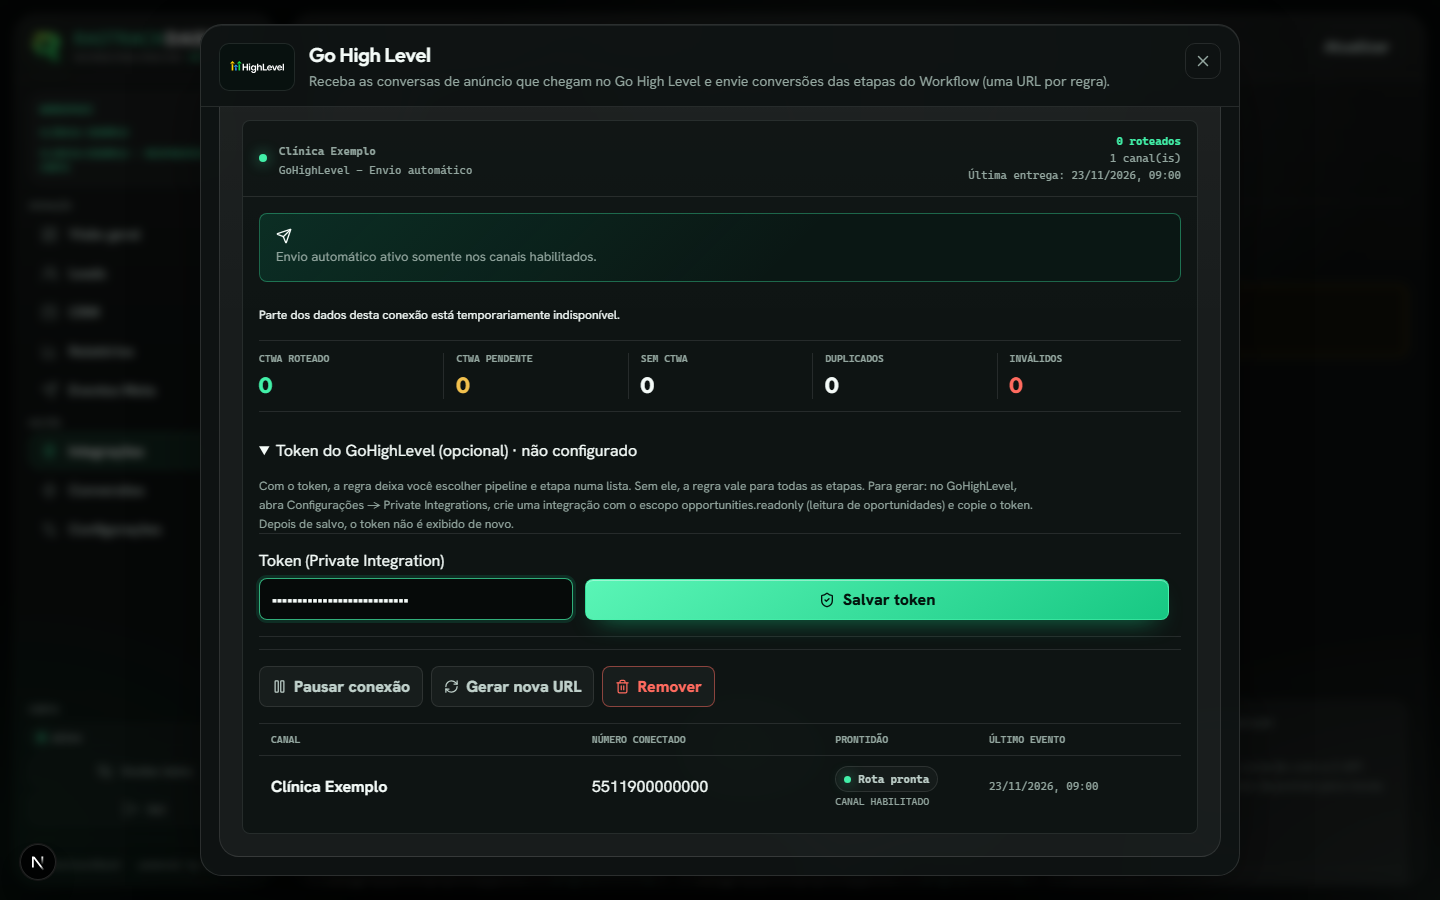 HighLevel
Go High Level
Receba as conversas de anúncio que chegam no Go High Level e envie conversões das etapas do Workflow (uma URL por regra).
Clínica Exemplo
GoHighLevel — Envio automático
0 roteados
1 canal(is)
Última entrega: 23/11/2026, 09:00
Envio automático ativo somente nos canais habilitados.
Parte dos dados desta conexão está temporariamente indisponível.
CTWA ROTEADO
0
CTWA PENDENTE
0
SEM CTWA
0
DUPLICADOS
0
INVÁLIDOS
0
▼ Token do GoHighLevel (opcional) · não configurado
Com o token, a regra deixa você escolher pipeline e etapa numa lista. Sem ele, a regra vale para todas as etapas. Para gerar: no GoHighLevel,
abra Configurações → Private Integrations, crie uma integração com o escopo opportunities.readonly (leitura de oportunidades) e copie o token.
Depois de salvo, o token não é exibido de novo.
Token (Private Integration)
Salvar token
Pausar conexão
Gerar nova URL
Remover
CANAL NÚMERO CONECTADO PRONTIDÃO ÚLTIMO EVENTO
Clínica Exemplo 5511900000000 Rota pronta 23/11/2026, 09:00
CANAL HABILITADO
N
Integrações
Configurações